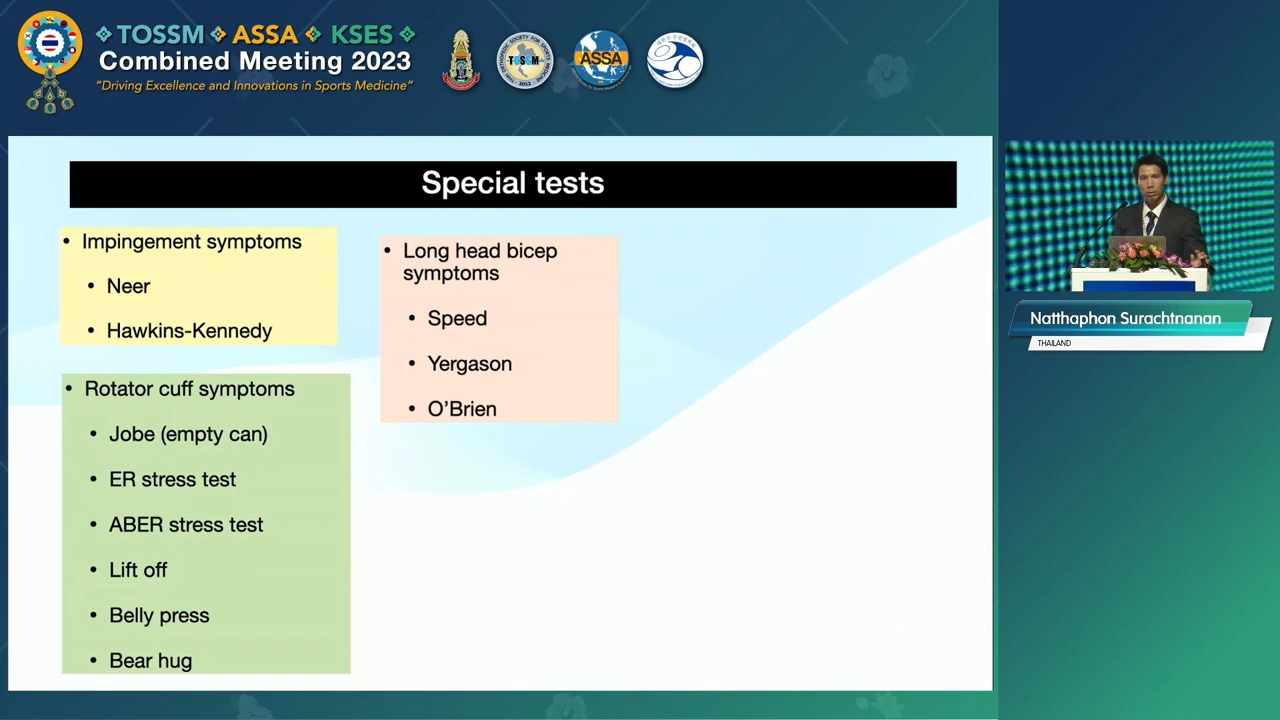 TOSSM ASSA KSES
Combined Meeting 2023
"Driving Excellence and Innovations in Sports Medicine"
TOSSM
ASSA
Special tests
• Impingement symptoms
• Neer
• Hawkins-Kennedy
• Rotator cuff symptoms
• Jobe (empty can)
• ER stress test
• ABER stress test
• Lift off
• Belly press
• Bear hug
• Long head bicep
symptoms
• Speed
• Yergason
• O’Brien
Natthaphon Surachtnanan
THAILAND